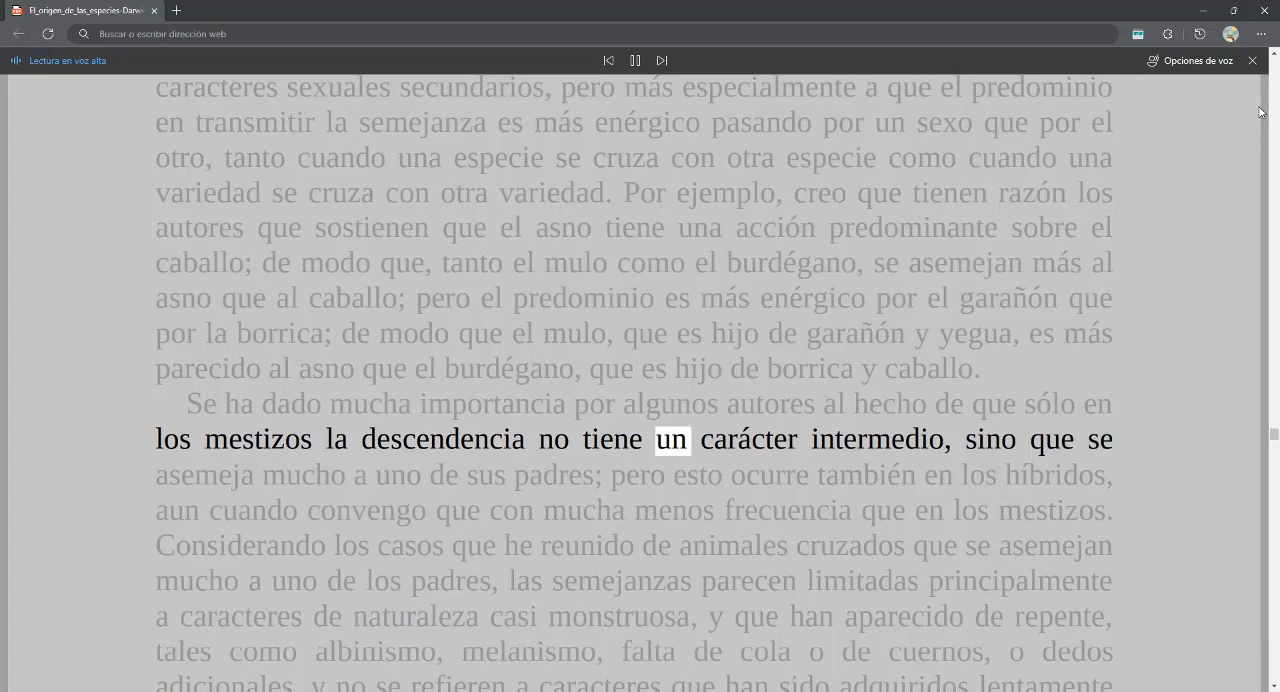 El_origen_de_las_especies-Darwi
Buscar o escribir dirección web
Lectura en voz alta
Opciones de voz
caracteres sexuales secundarios, pero más especialmente a que el predominio
en transmitir la semejanza es más enérgico pasando por un sexo que por el
otro, tanto cuando una especie se cruza con otra especie como cuando una
variedad se cruza con otra variedad. Por ejemplo, creo que tienen razón los
autores que sostienen que el asno tiene una acción predominante sobre el
caballo; de modo que, tanto el mulo como el burdégano, se asemejan más al
asno que al caballo; pero el predominio es más enérgico por el garañón que
por la borrica; de modo que el mulo, que es hijo de garañón y yegua, es más
parecido al asno que el burdégano, que es hijo de borrica y caballo.
Se ha dado mucha importancia por algunos autores al hecho de que sólo en
los mestizos la descendencia no tiene un carácter intermedio, sino que se
asemeja mucho a uno de sus padres; pero esto ocurre también en los híbridos,
aun cuando convengo que con mucha menos frecuencia que en los mestizos.
Considerando los casos que he reunido de animales cruzados que se asemejan
mucho a uno de los padres, las semejanzas parecen limitadas principalmente
a caracteres de naturaleza casi monstruosa, y que han aparecido de repente,
tales como albinismo, melanismo, falta de cola o de cuernos, o dedos
adicionales, y no se refieren a caracteres que han sido adquiridos lentamente